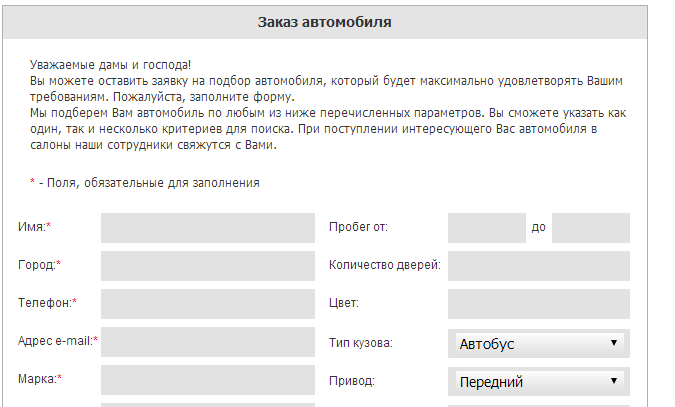 Заказ автомобиля
Уважаемые дамы и господа!
Вы можете оставить заявку на подбор автомобиля, который будет максимально удовлетворять Вашим
требованиям. Пожалуйста, заполните форму.
Мы подберем Вам автомобиль по любым из ниже перечисленных параметров. Вы сможете указать как
один, так и несколько критериев для поиска. При поступлении интересующего Вас автомобиля в
салоны наши сотрудники свяжутся с Вами.
* - Поля, обязательные для заполнения
Имя:* Пробег от: до
Город:* Количество дверей:
Телефон:* Цвет:
Адрес e-mail:* Тип кузова: Автобус
Марка:* Привод: Передний